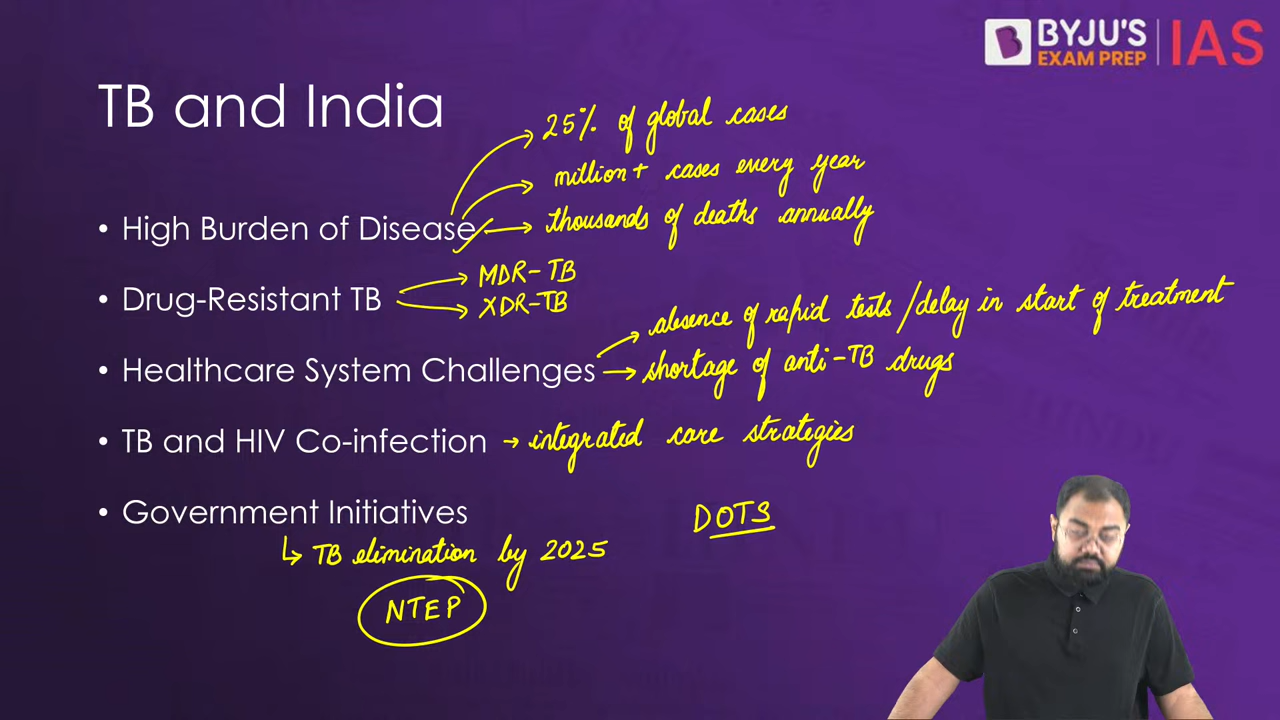 BYJU'S
EXAM PREP
IAS
TB and India
25% of global cases
million+ cases every year
• High Burden of Disease
thousands of deaths annually
MDR-TB
• Drug-Resistant TB
XDR-TB
absence of rapid tests/delay in start of treatment
• Healthcare System Challenges
shortage of anti-TB drugs
• TB and HIV Co-infection → integrated care strategies
• Government Initiatives
DOTS
TB elimination by 2025
NTEP